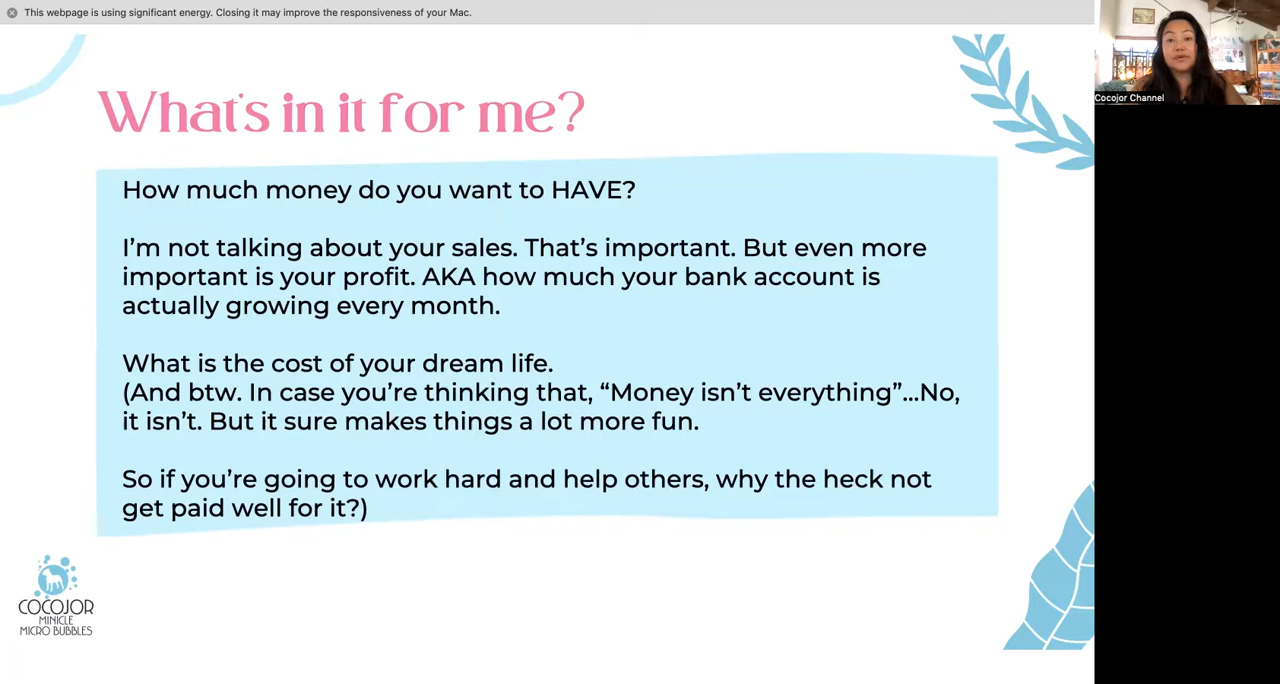 This webpage is using significant energy. Closing it may improve the responsiveness of your Mac.
Cocojor Channel
What's in it for me?
How much money do you want to HAVE?
I'm not talking about your sales. That's important. But even more
important is your profit. AKA how much your bank account is
actually growing every month.
What is the cost of your dream life.
(And btw. In case you're thinking that, “Money isn't everything”...No,
it isn't. But it sure makes things a lot more fun.
So if you're going to work hard and help others, why the heck not
get paid well for it?)
COCOJOR
MINICLE
MICRO BUBBLES